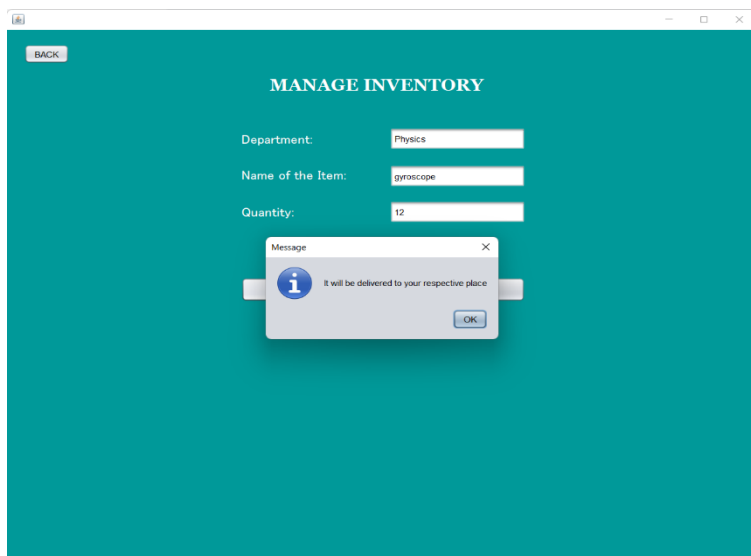 BACK
MANAGE INVENTORY
Department: Physics
Name of the Item: gyroscope
Quantity: 12
Message
It will be delivered to your respective place
OK